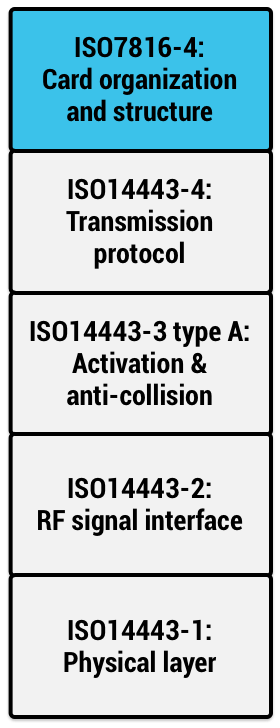 ISO7816-4:
Card organization
and structure
ISO14443-4:
Transmission
protocol
ISO14443-3 type A:
Activation &
anti-collision
ISO14443-2:
RF signal interface
ISO14443-1:
Physical layer